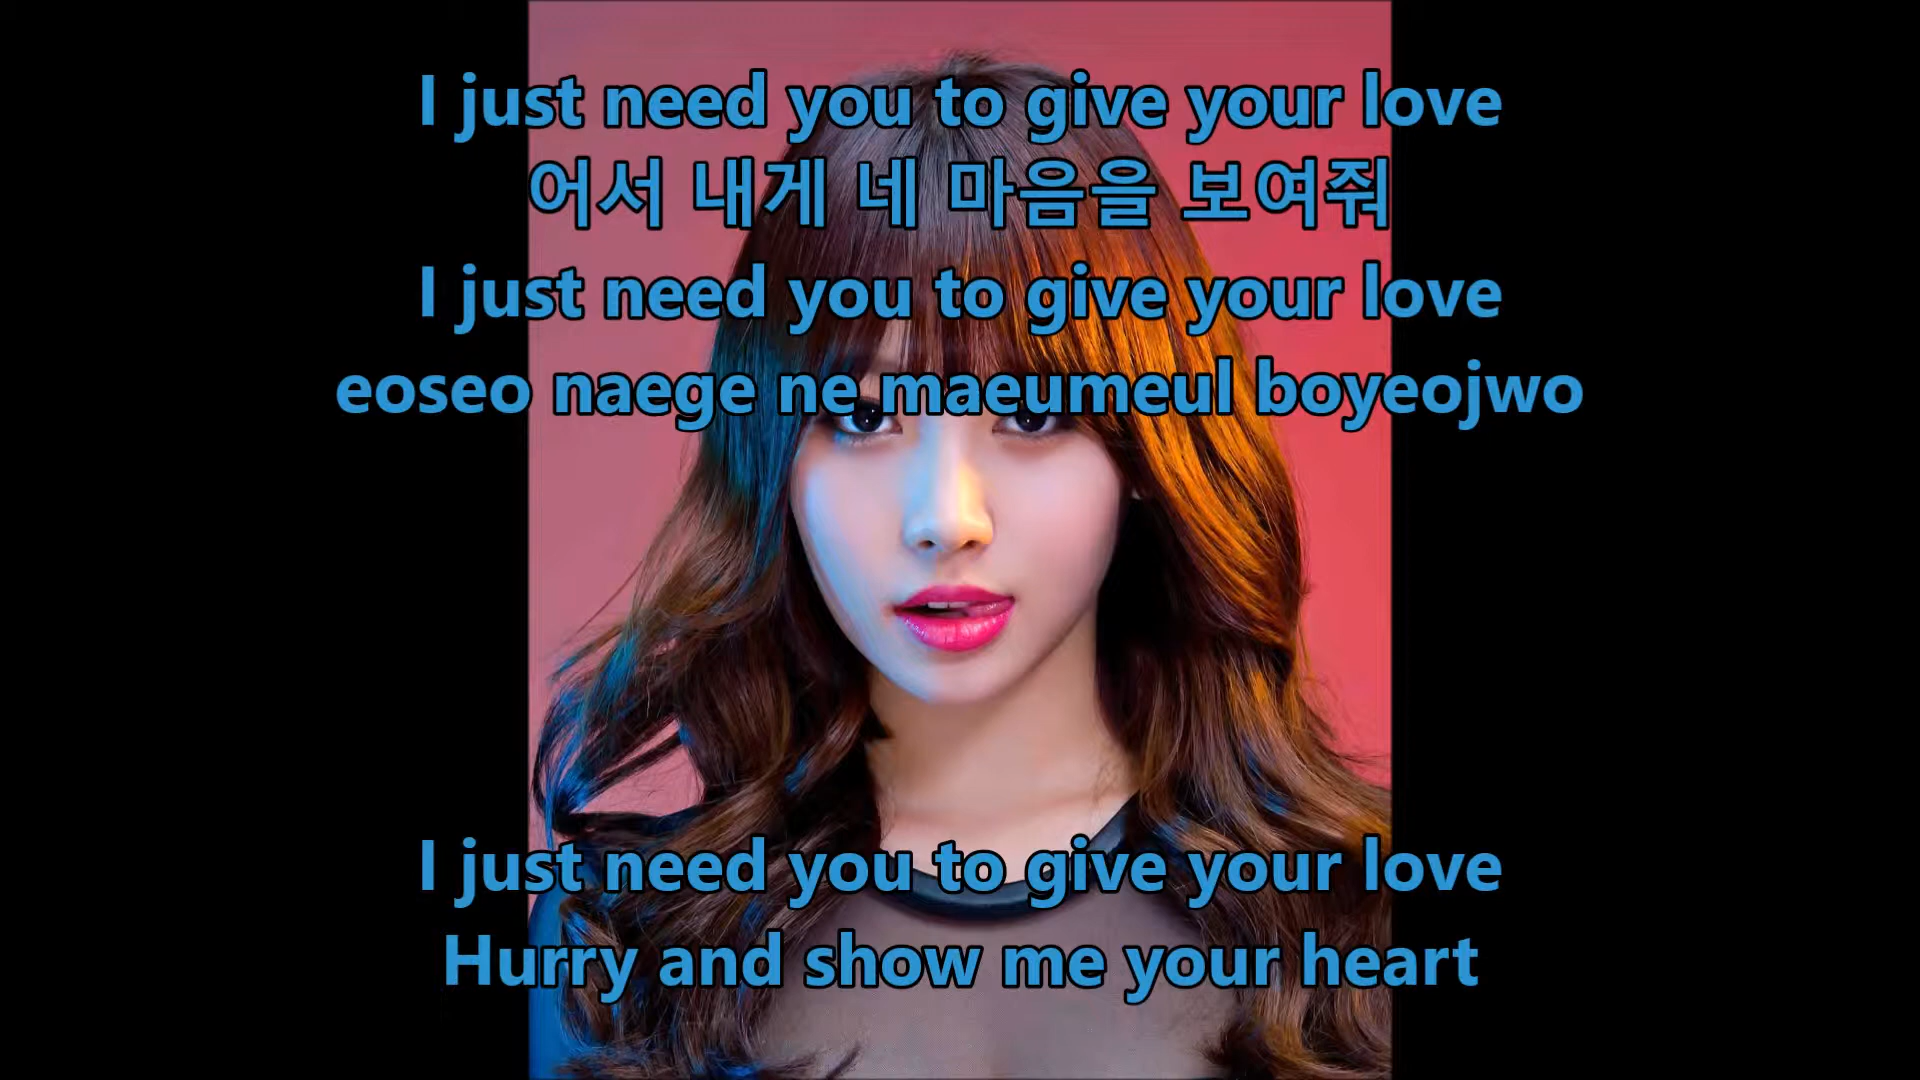 I just need you to give your love
어서 내게 네 마음을 보여줘
I just need you to give your love
eoseo naege ne maeumeul boyeojwo
I just need you to give your love
Hurry and show me your heart